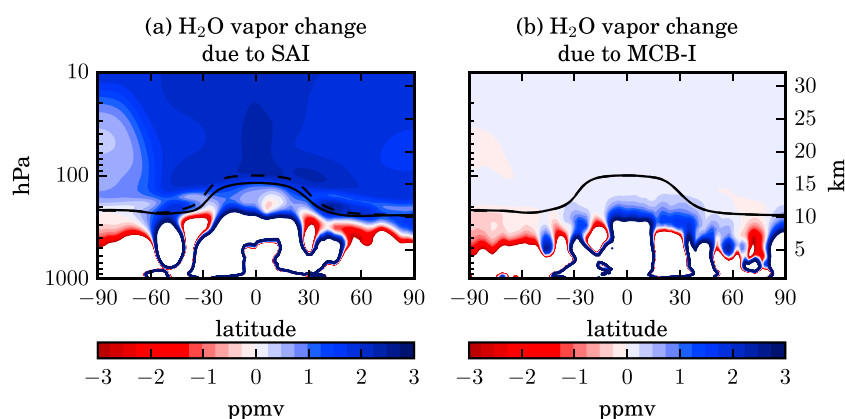 (a) H₂O vapor change
due to SAI
(b) H₂O vapor change
due to MCB-I
hPa
10
100
1000
−90 −60 −30 0 30 60 90
latitude
−3 −2 −1 0 1 2 3
ppmv
30
25
20
15
10
5
km
−90 −60 −30 0 30 60 90
latitude
−3 −2 −1 0 1 2 3
ppmv